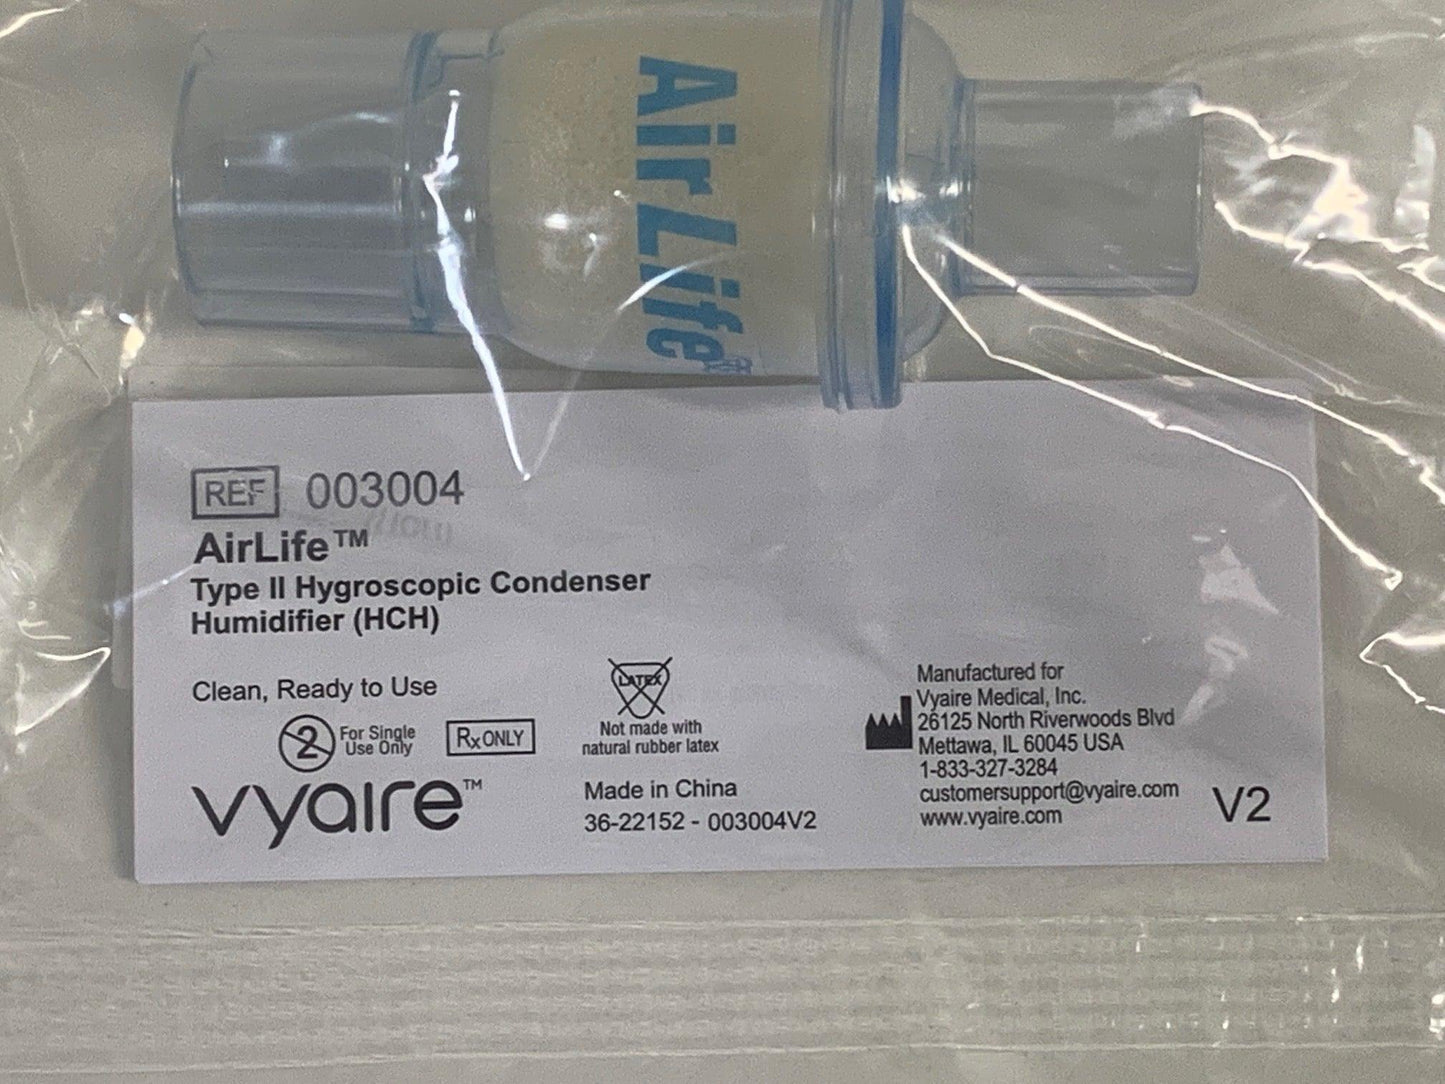 AirLife
REF 003004
AirLife™
Type II Hygroscopic Condenser
Humidifier (HCH)
Clean, Ready to Use
2 For Single
Use Only
Rx ONLY
LATEX
Not made with
natural rubber latex
vyaire™
Made in China
36-22152 - 003004V2
Manufactured for
Vyaire Medical, Inc.
26125 North Riverwoods Blvd
Mettawa, IL 60045 USA
1-833-327-3284
customersupport@vyaire.com
www.vyaire.com
V2